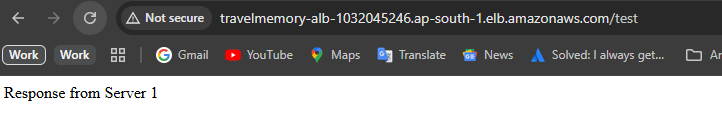 Not secure travelmemory-alb-1032045246.ap-south-1.elb.amazonaws.com/test
Work Work Gmail YouTube Maps Translate News Solved: I always get... Ar
Response from Server 1